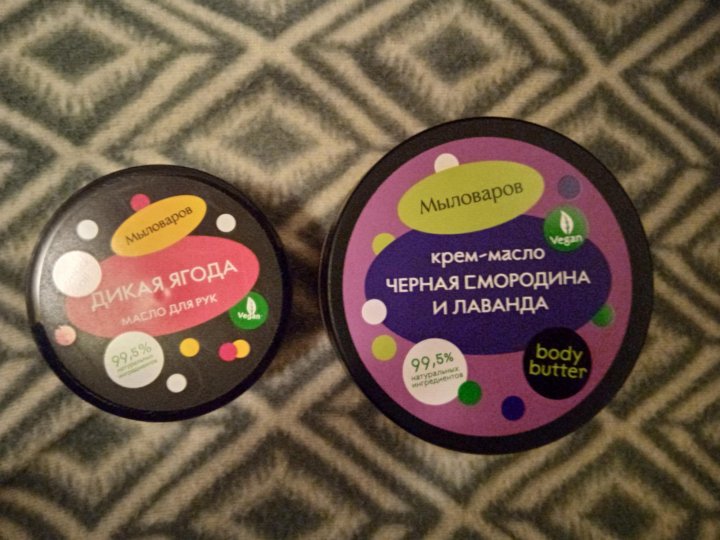 Мыловаров
ДИКАЯ ЯГОДА
МАСЛО ДЛЯ РУК
Vegan
99,5%
натуральных
ингредиентов
Мыловаров
Vegan
крем-масло
ЧЕРНАЯ СМОРОДИНА
И ЛАВАНДА
99,5%
натуральных
ингредиентов
body
butter